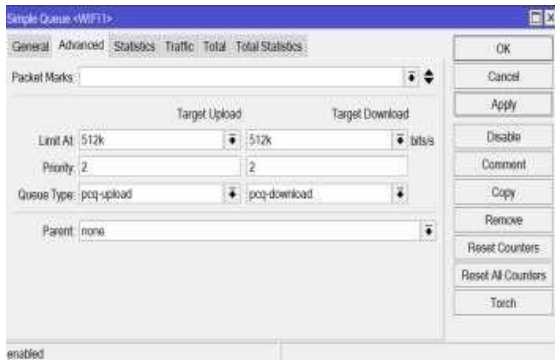 Simple Queue <WIFI1>
General Advanced Statistics Traffic Total Total Statistics
Packet Marks:
Target Upload Target Download
Limit At: 512k 512k bits/s
Priority: 2 2
Queue Type: pcq-upload pcq-download
Parent: none
OK
Cancel
Apply
Disable
Comment
Copy
Remove
Reset Counters
Reset All Counters
Torch
enabled